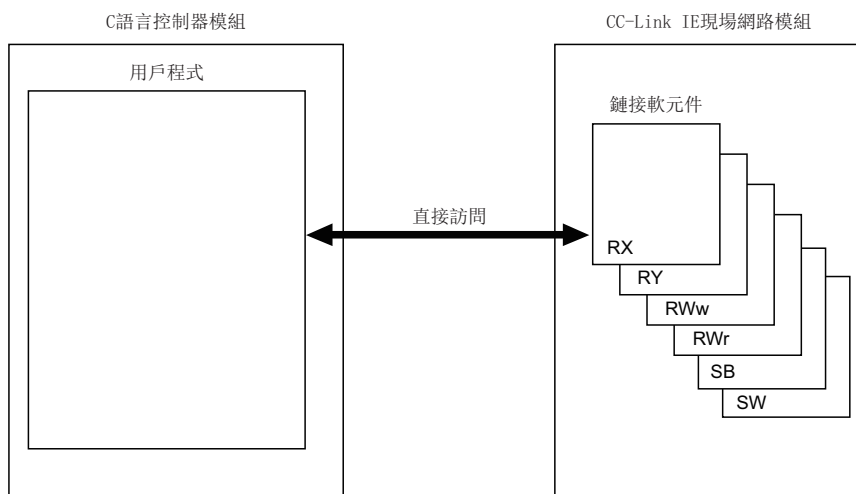 C語言控制器模組
CC-Link IE現場網路模組
用戶程式
鏈接軟元件
直接訪問
RX
RY
RWw
RWr
SB
SW